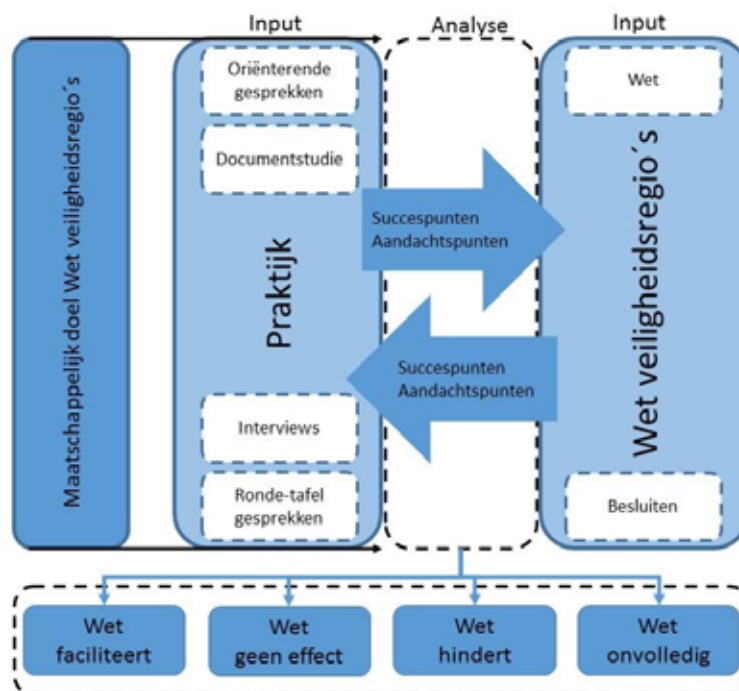 Input
Analyse
Input
Maatschappelijk doel Wet veiligheidsregio´s
Oriënterende
gesprekken
Documentstudie
Praktijk
Interviews
Ronde-tafel
gesprekken
Succespunten
Aandachtspunten
Succespunten
Aandachtspunten
Wet
Wet veiligheidsregio´s
Besluiten
Wet
faciliteert
Wet
geen effect
Wet
hindert
Wet
onvolledig